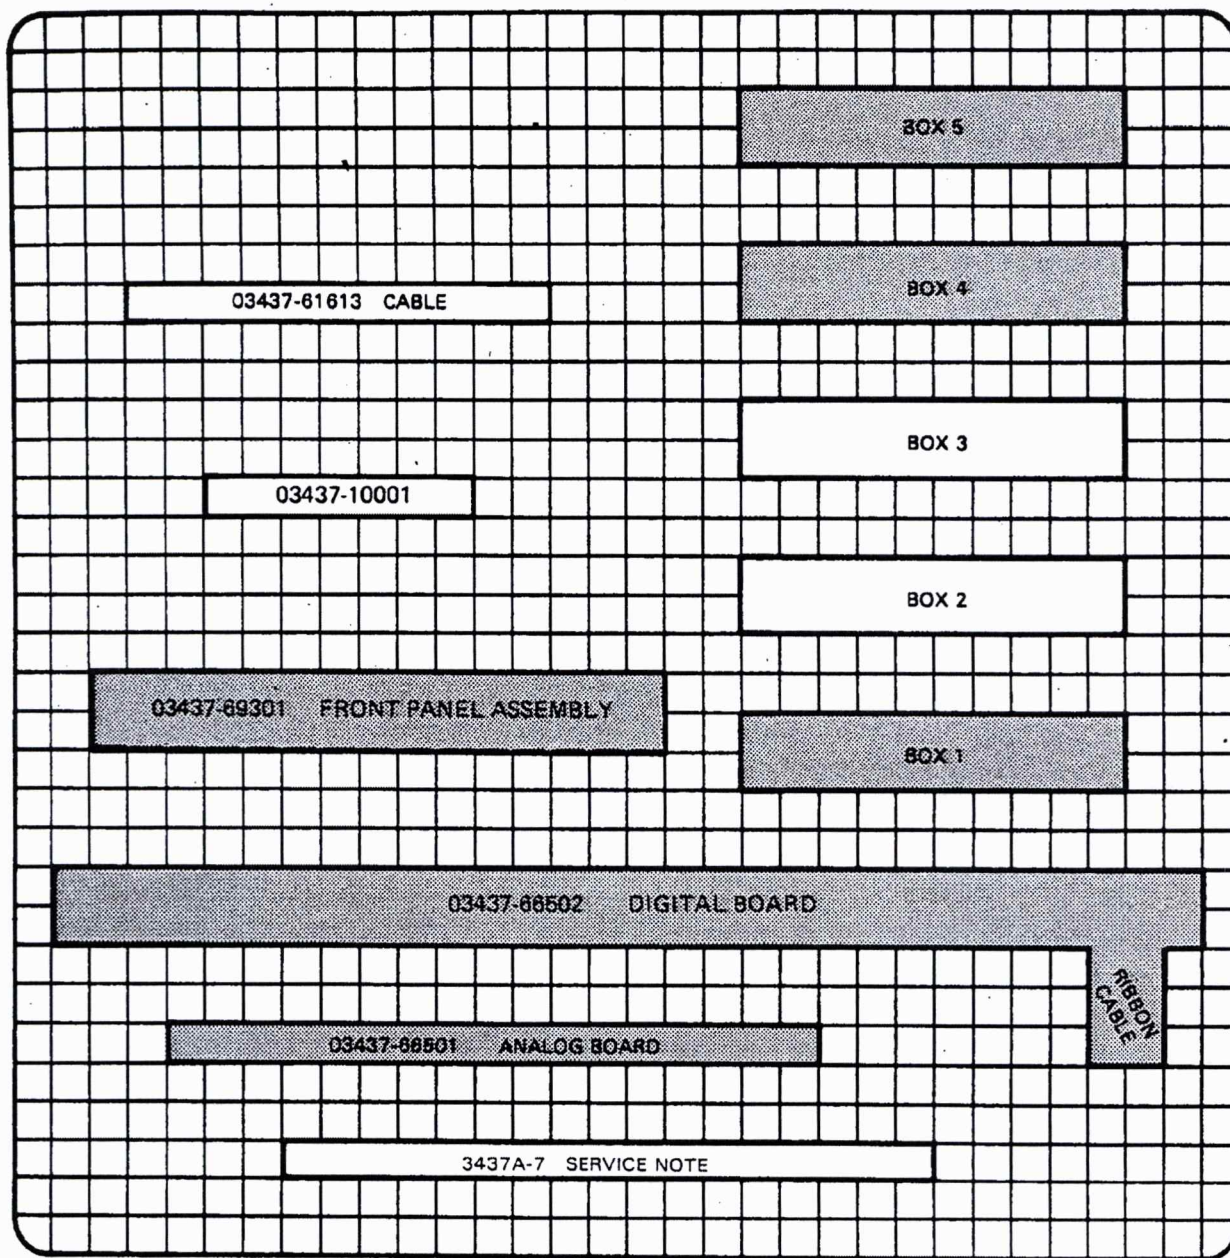 BOX 5
BOX 4
03437-61613 CABLE
BOX 3
03437-10001
BOX 2
03437-69301 FRONT PANEL ASSEMBLY
BOX 1
03437-66502 DIGITAL BOARD
RIBBON
CABLE
03437-66501 ANALOG BOARD
3437A-7 SERVICE NOTE